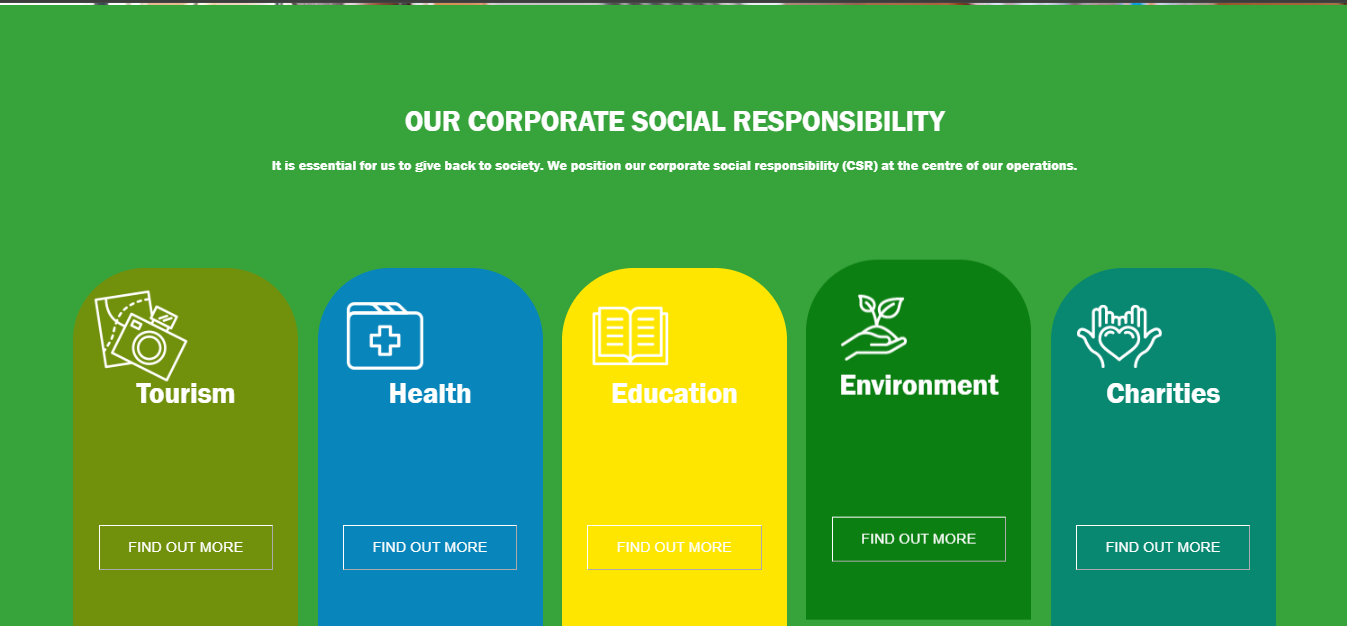 OUR CORPORATE SOCIAL RESPONSIBILITY
It is essential for us to give back to society. We position our corporate social responsibility (CSR) at the centre of our operations.
Tourism
Health
Education
Environment
Charities
FIND OUT MORE
FIND OUT MORE
FIND OUT MORE
FIND OUT MORE
FIND OUT MORE